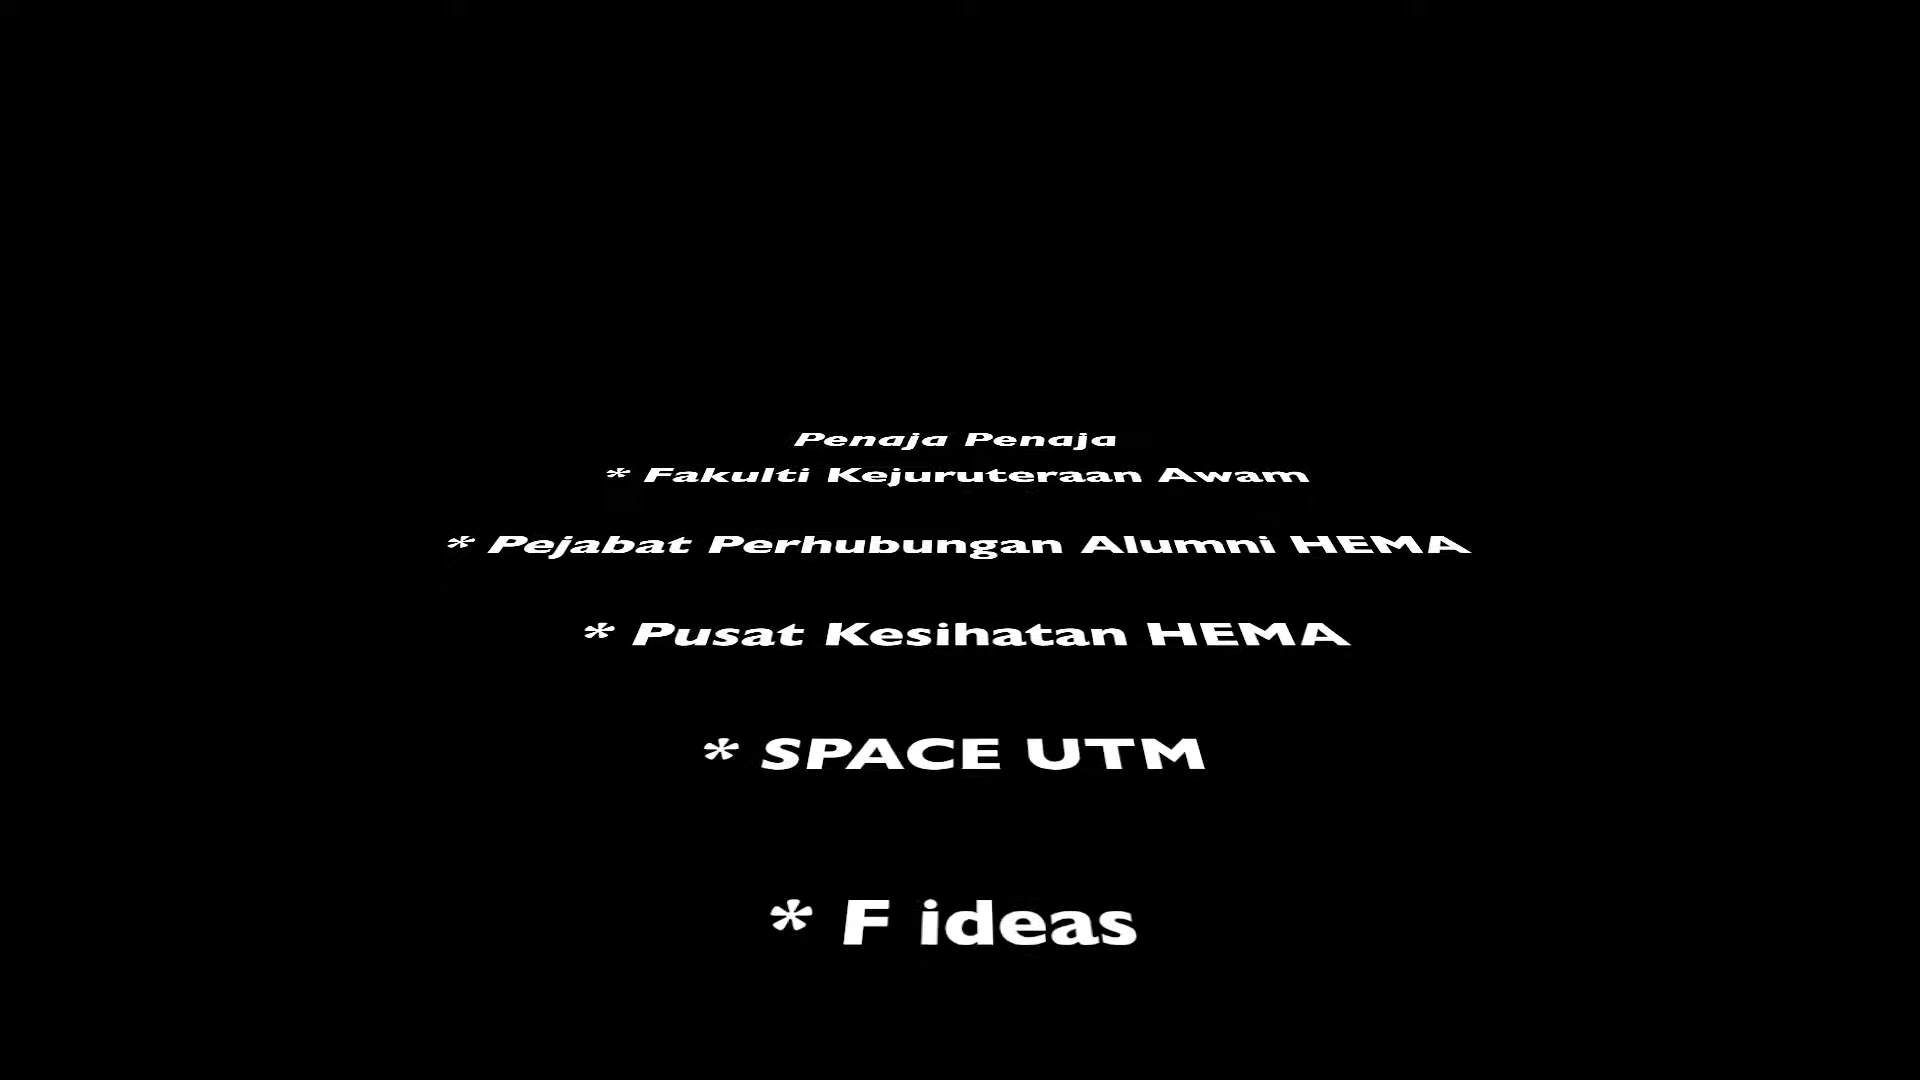 Penaja Penaja
* Fakulti Kejuruteraan Awam
* Pejabat Perhubungan Alumni HEMA
* Pusat Kesihatan HEMA
* SPACE UTM
* F ideas